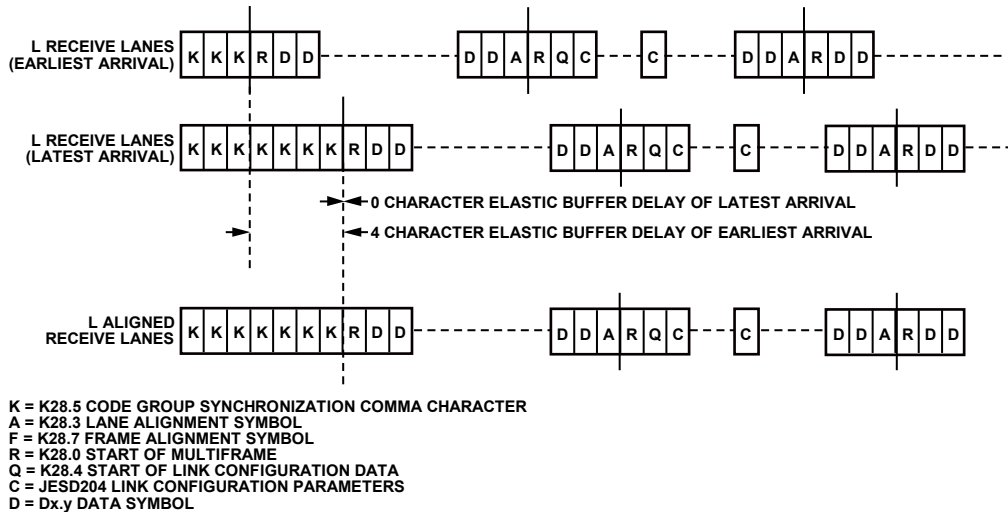 L RECEIVE LANES
(EARLIEST ARRIVAL)
K K K R D D
D D A R Q C
C
D D A R D D
L RECEIVE LANES
(LATEST ARRIVAL)
K K K K K K K R D D
D D A R Q C
C
D D A R D D
0 CHARACTER ELASTIC BUFFER DELAY OF LATEST ARRIVAL
4 CHARACTER ELASTIC BUFFER DELAY OF EARLIEST ARRIVAL
L ALIGNED
RECEIVE LANES
K K K K K K K R D D
D D A R Q C
C
D D A R D D
K = K28.5 CODE GROUP SYNCHRONIZATION COMMA CHARACTER
A = K28.3 LANE ALIGNMENT SYMBOL
F = K28.7 FRAME ALIGNMENT SYMBOL
R = K28.0 START OF MULTIFRAME
Q = K28.4 START OF LINK CONFIGURATION DATA
C = JESD204 LINK CONFIGURATION PARAMETERS
D = Dx.y DATA SYMBOL